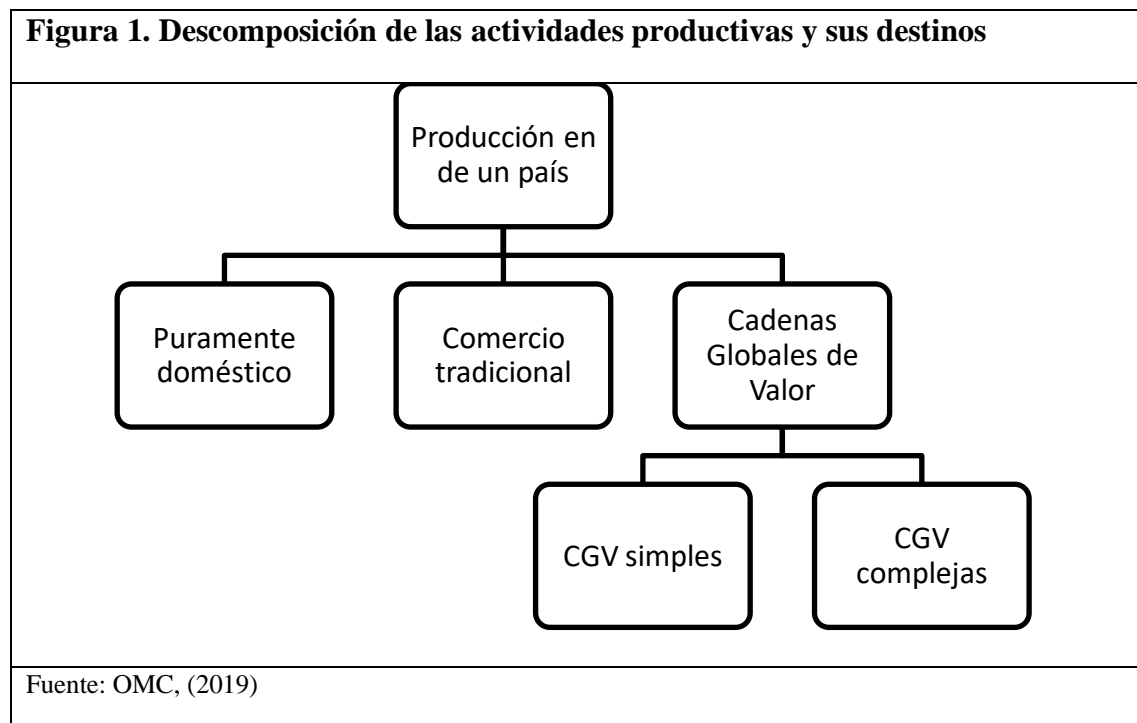 Figura 1. Descomposición de las actividades productivas y sus destinos
Producción en
de un país
Puramente
doméstico
Comercio
tradicional
Cadenas
Globales de
Valor
CGV simples
CGV
complejas
Fuente: OMC, (2019)